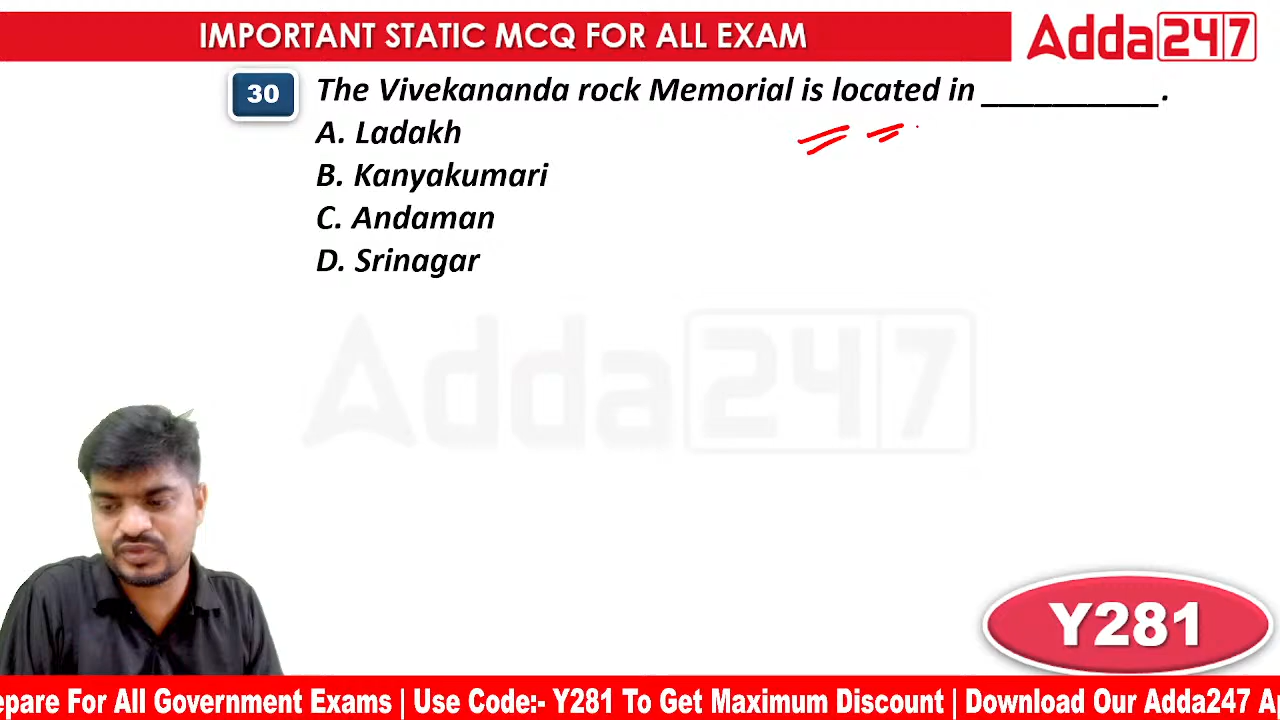 IMPORTANT STATIC MCQ FOR ALL EXAM
Adda247
30
The Vivekananda rock Memorial is located in __________.
A. Ladakh
B. Kanyakumari
C. Andaman
D. Srinagar
Adda247
Y281
epare For All Government Exams | Use Code:- Y281 To Get Maximum Discount | Download Our Adda247 A